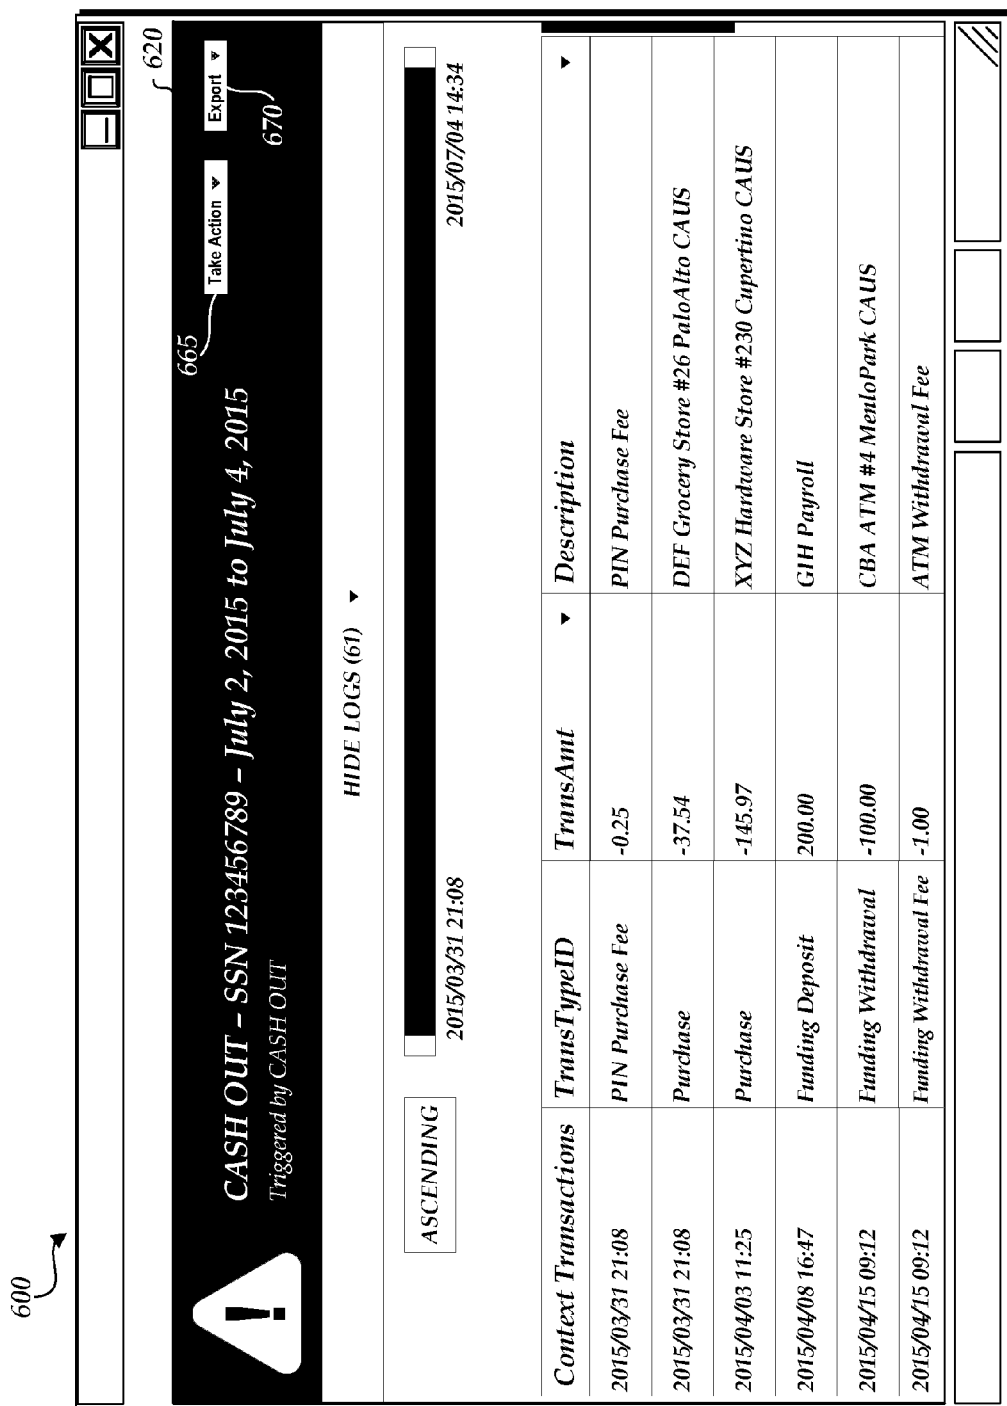 600
620
CASH OUT – SSN 123456789 – July 2, 2015 to July 4, 2015
Triggered by CASH OUT
665
Take Action
Export
670
HIDE LOGS (61)
ASCENDING
2015/03/31 21:08
2015/07/04 14:34
Context Transactions TransTypeID TransAmt Description
2015/03/31 21:08 PIN Purchase Fee -0.25 PIN Purchase Fee
2015/03/31 21:08 Purchase -37.54 DEF Grocery Store #26 PaloAlto CAUS
2015/04/03 11:25 Purchase -145.97 XYZ Hardware Store #230 Cupertino CAUS
2015/04/08 16:47 Funding Deposit 200.00 GIH Payroll
2015/04/15 09:12 Funding Withdrawal -100.00 CBA ATM #4 MenloPark CAUS
2015/04/15 09:12 Funding Withdrawal Fee -1.00 ATM Withdrawal Fee